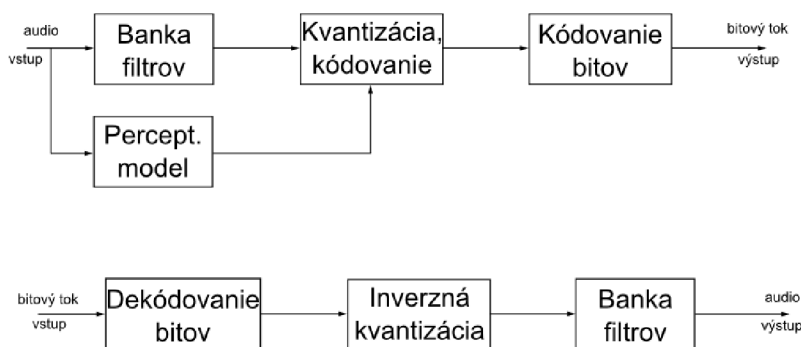 audio
vstup
Banka
filtrov
Kvantizácia,
kódovanie
Kódovanie
bitov
bitový tok
výstup
Percept.
model
bitový tok
vstup
Dekódovanie
bitov
Inverzná
kvantizácia
Banka
filtrov
audio
výstup